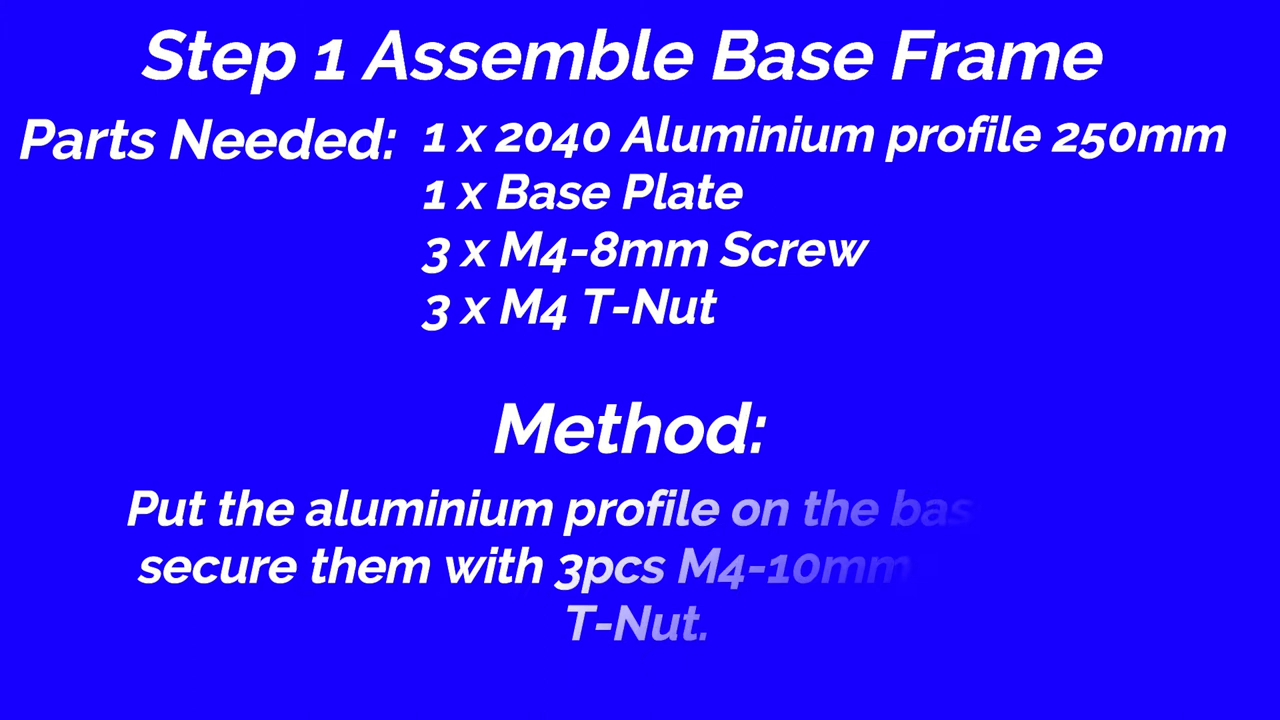 Step 1 Assemble Base Frame
Parts Needed: 1 x 2040 Aluminium profile 250mm
1 x Base Plate
3 x M4-8mm Screw
3 x M4 T-Nut
Method:
Put the aluminium profile on the bas
secure them with 3pcs M4-10mm
T-Nut.